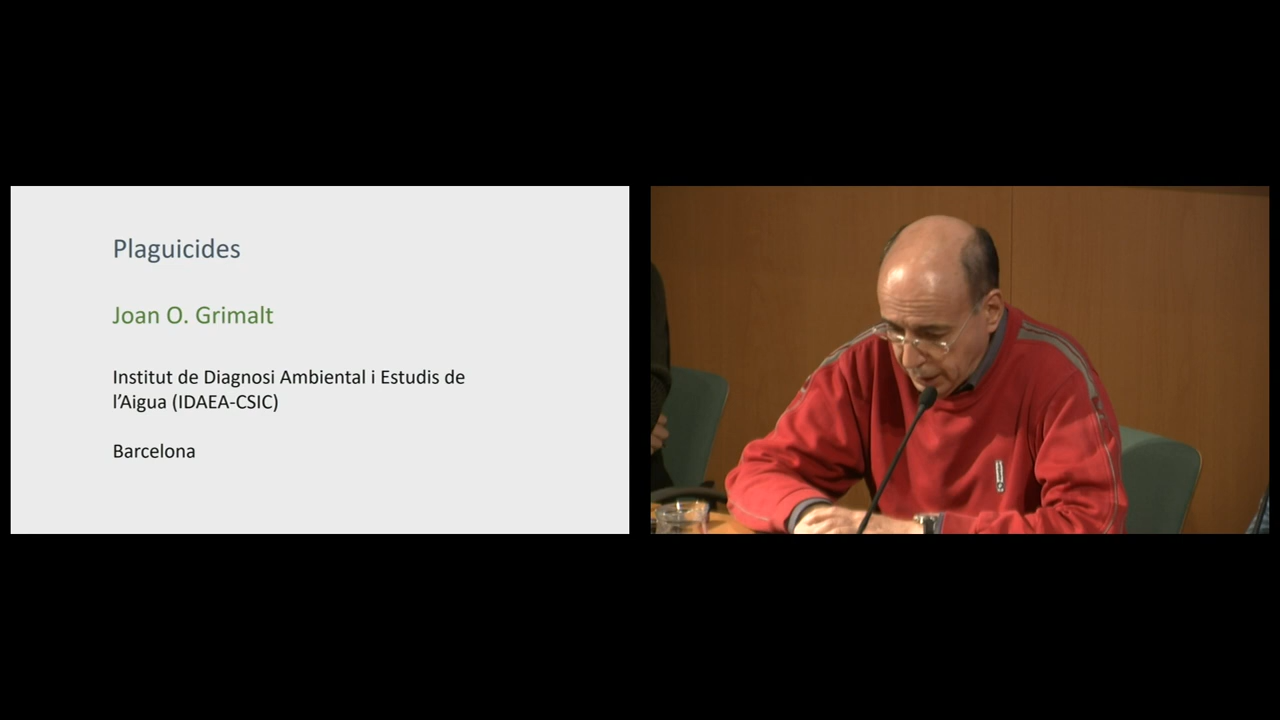 Plaguicides
Joan O. Grimalt
Institut de Diagnosi Ambiental i Estudis de
l’Aigua (IDAEA-CSIC)
Barcelona